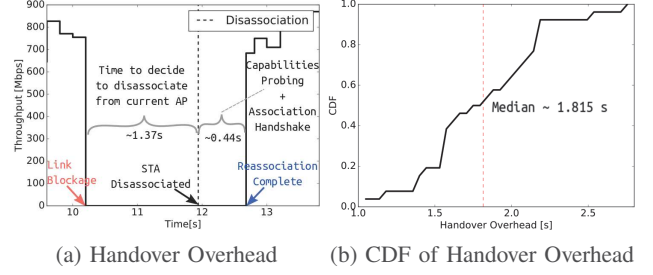 900
800
700
600
500
400
300
200
100
0
Throughput [Mbps]
Disassociation
Time to decide
to disassociate
from current AP
~1.37s
Capabilities
Probing
+
Association
Handshake
~0.44s
Link
Blockage
STA
Disassociated
Reassociation
Complete
10 11 12 13
Time[s]
(a) Handover Overhead
1.0
0.8
0.6
0.4
0.2
0.0
CDF
Median ~ 1.815 s
1.0 1.5 2.0 2.5
Handover Overhead [s]
(b) CDF of Handover Overhead